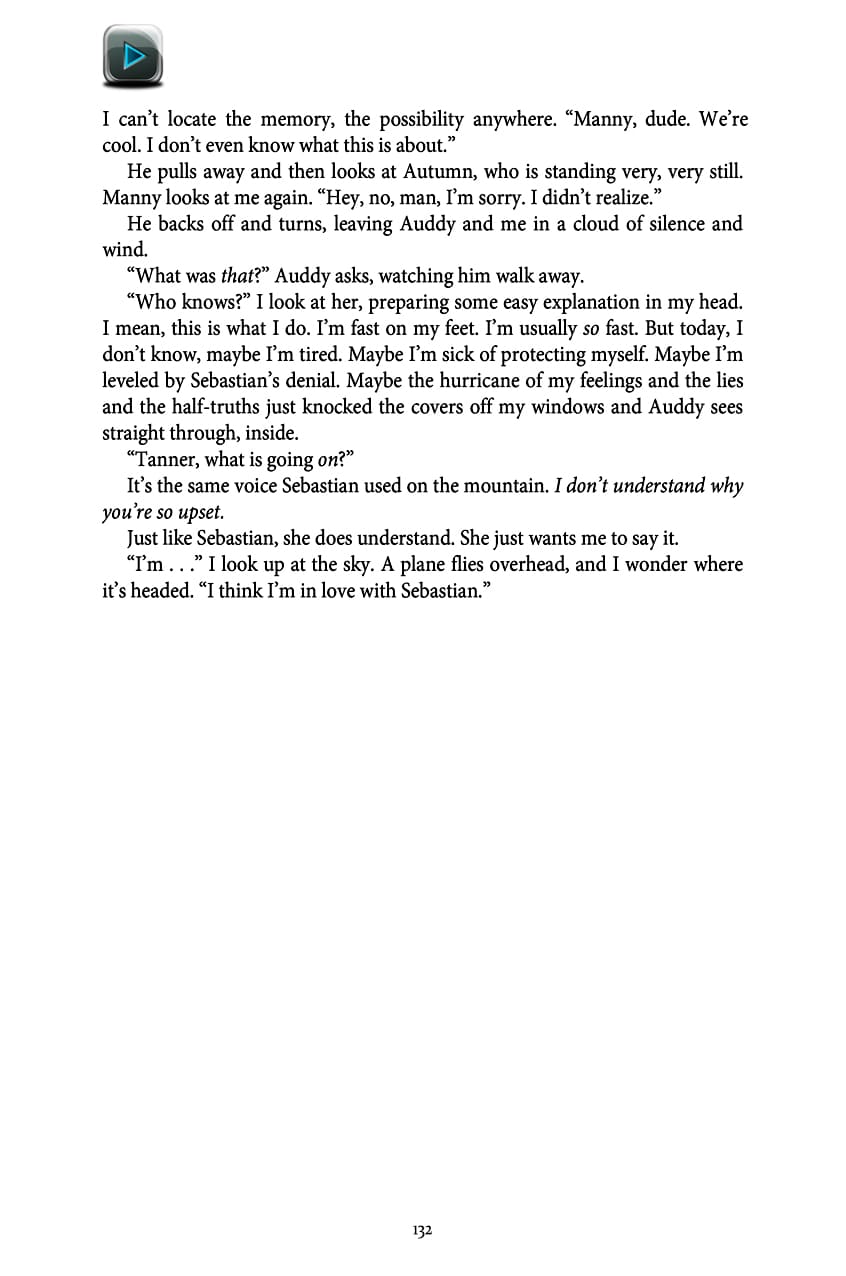 I can’t locate the memory, the possibility anywhere. “Manny, dude. We’re
cool. I don’t even know what this is about.”
He pulls away and then looks at Autumn, who is standing very, very still.
Manny looks at me again. “Hey, no, man, I’m sorry. I didn’t realize.”
He backs off and turns, leaving Auddy and me in a cloud of silence and
wind.
“What was that?” Auddy asks, watching him walk away.
“Who knows?” I look at her, preparing some easy explanation in my head.
I mean, this is what I do. I’m fast on my feet. I’m usually so fast. But today, I
don’t know, maybe I’m tired. Maybe I’m sick of protecting myself. Maybe I’m
leveled by Sebastian’s denial. Maybe the hurricane of my feelings and the lies
and the half-truths just knocked the covers off my windows and Auddy sees
straight through, inside.
“Tanner, what is going on?”
It’s the same voice Sebastian used on the mountain. I don’t understand why
you’re so upset.
Just like Sebastian, she does understand. She just wants me to say it.
“I’m . . .” I look up at the sky. A plane flies overhead, and I wonder where
it’s headed. “I think I’m in love with Sebastian.”
132